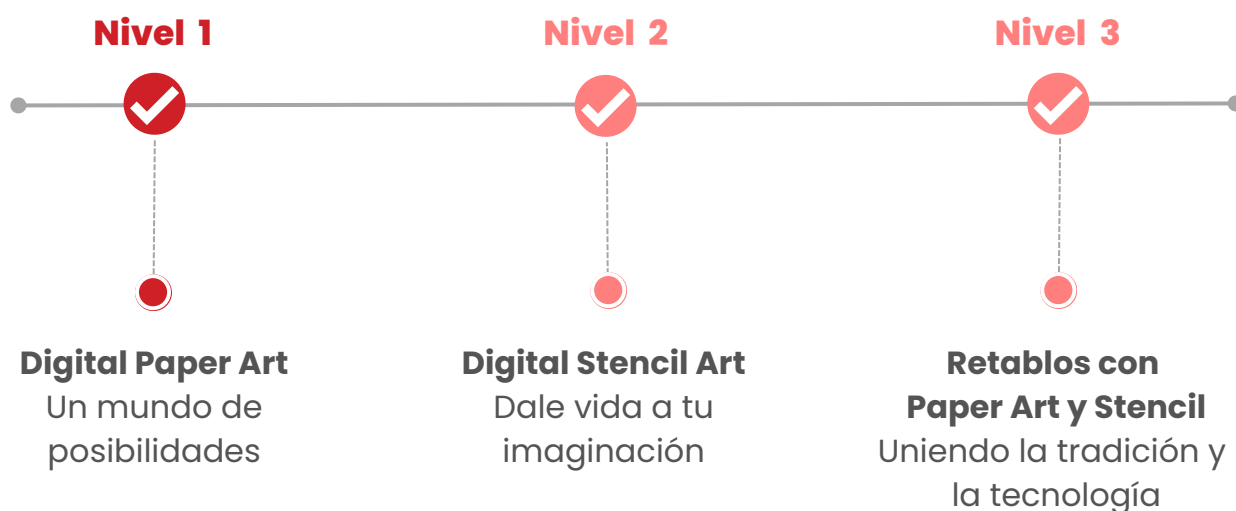 Nivel 1
Nivel 2
Nivel 3
Digital Paper Art
Un mundo de
posibilidades
Digital Stencil Art
Dale vida a tu
imaginación
Retablos con
Paper Art y Stencil
Uniendo la tradición y
la tecnología